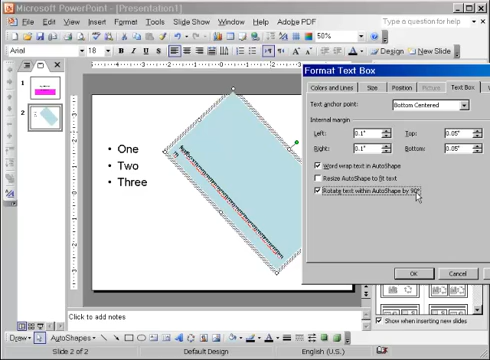 Microsoft PowerPoint - [Presentation1]
File Edit View Insert Format Tools Slide Show Window Help Adobe PDF
Type a question for help
58%
Arial 18 B I U S Design New Slide
1
2
One
Two
Three
Format Text Box
Colors and Lines Size Position Picture Text Box
Text anchor point: Bottom Centered
Internal margin
Left: 0.1" Top: 0.05"
Right: 0.1" Bottom: 0.05"
Word wrap text in AutoShape
Resize AutoShape to fit text
Rotate text within AutoShape by 90°
OK Cancel
Click to add notes
Show when inserting new slides
Draw AutoShapes
Slide 2 of 2 Default Design English (U.S.)